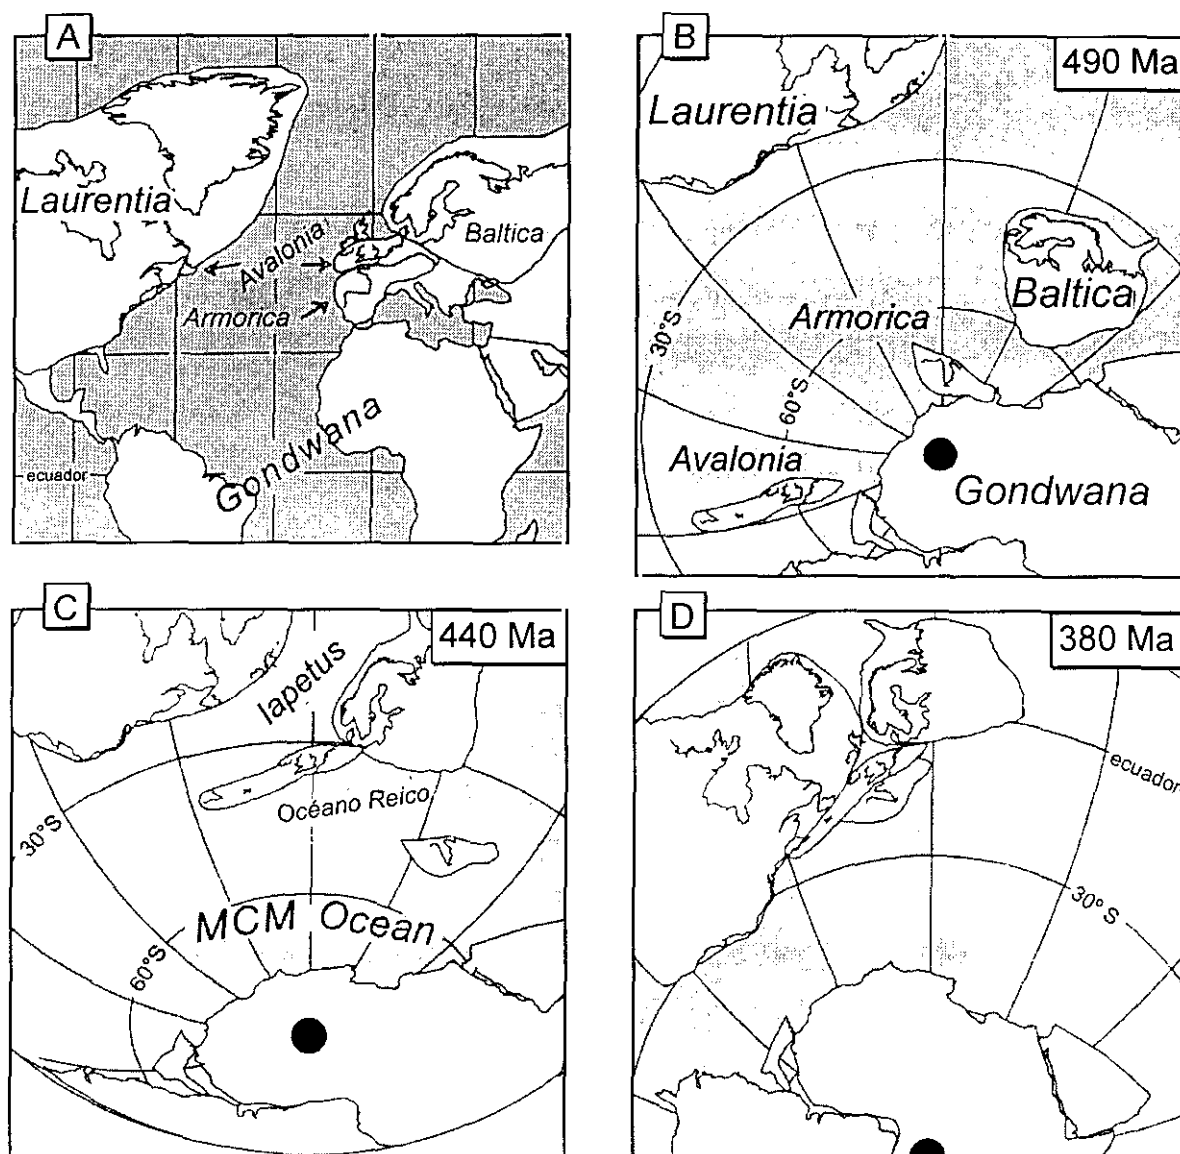 A
Laurentia
Avalonia
Baltica
Armorica
Gondwana
ecuador
B
490 Ma
Laurentia
Baltica
Armorica
30°S
60°S
Avalonia
Gondwana
C
440 Ma
Iapetus
Océano Reico
30°S
MCM Ocean
60°S
D
380 Ma
ecuador
30° S